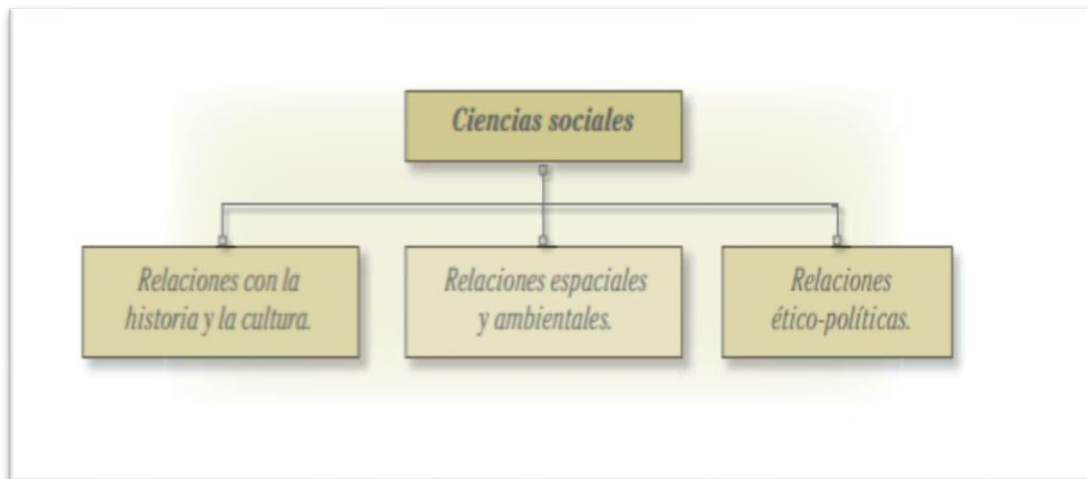 Ciencias sociales
Relaciones con la
historia y la cultura.
Relaciones espaciales
y ambientales.
Relaciones
ético-políticas.